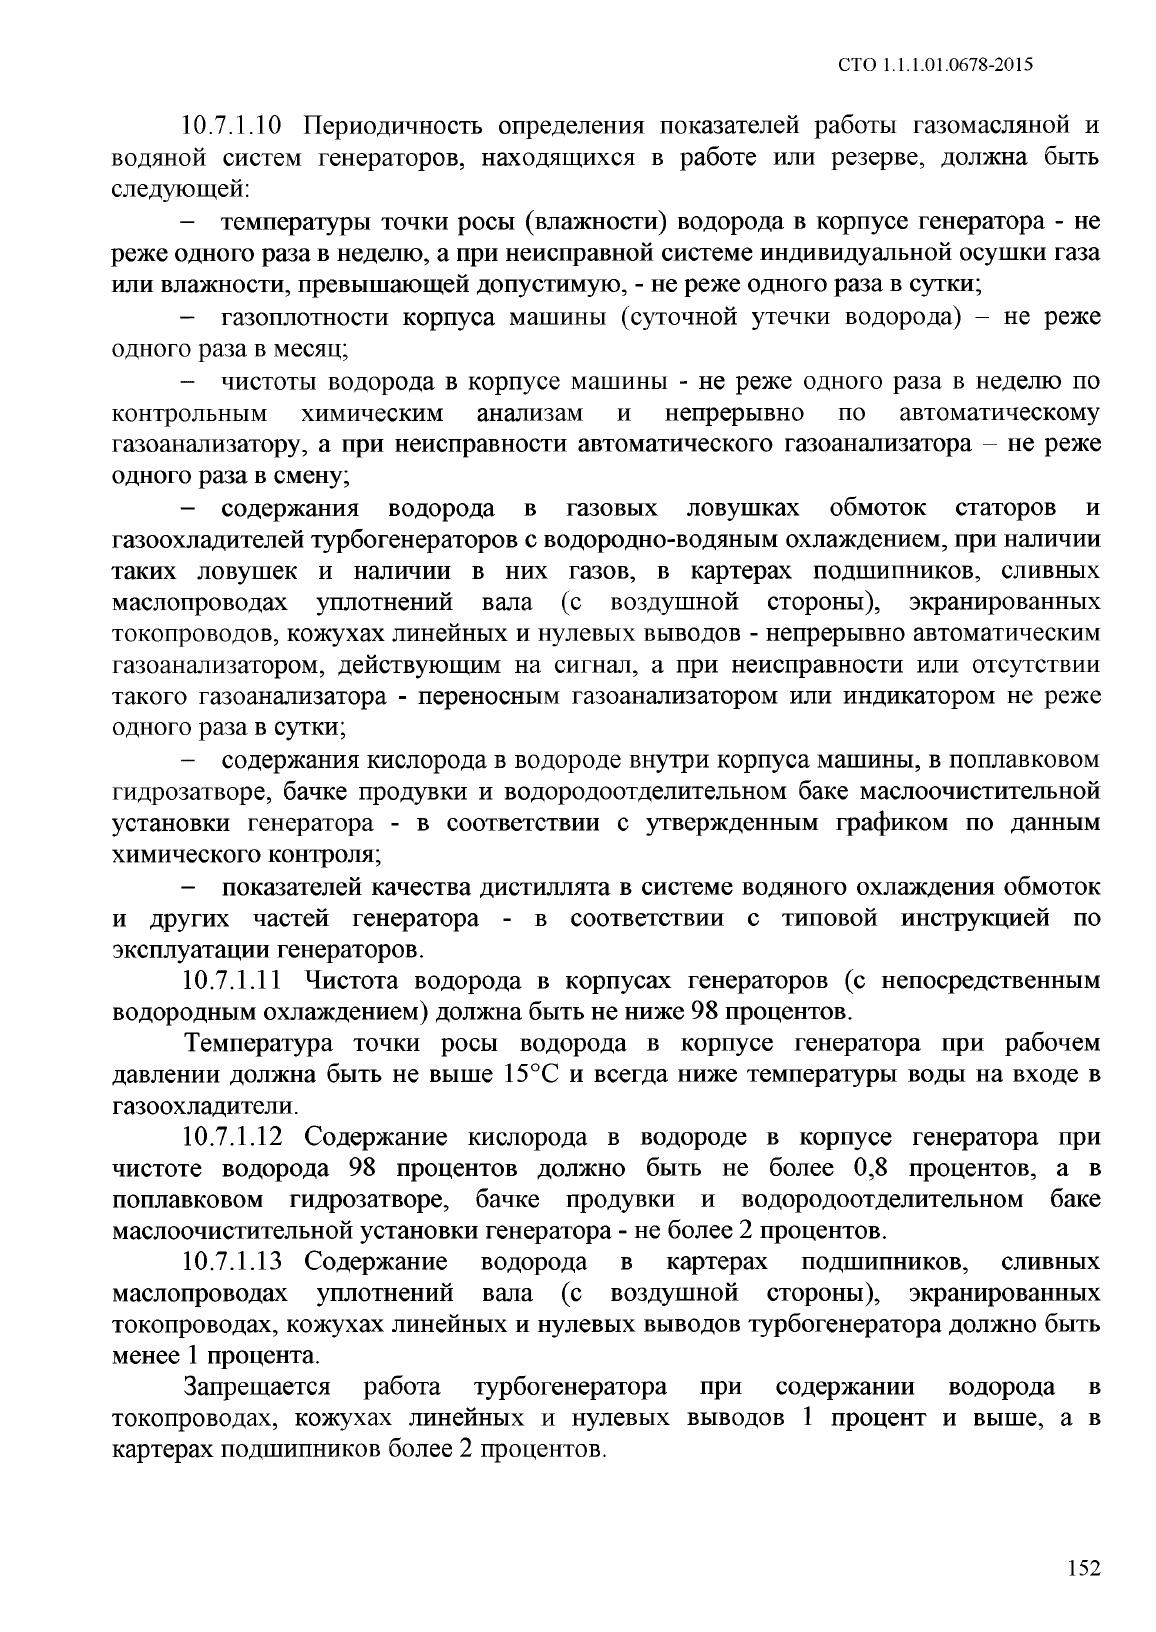 СТО 1.1.1.01.0678-2015
10.7.1.10 Периодичность определения показателей работы газомасляной и
водяной систем генераторов, находящихся в работе или резерве, должна быть
следующей:
– температуры точки росы (влажности) водорода в корпусе генератора - не
реже одного раза в неделю, а при неисправной системе индивидуальной осушки газа
или влажности, превышающей допустимую, - не реже одного раза в сутки;
– газоплотности корпуса машины (суточной утечки водорода) – не реже
одного раза в месяц;
– чистоты водорода в корпусе машины - не реже одного раза в неделю по
контрольным химическим анализам и непрерывно по автоматическому
газоанализатору, а при неисправности автоматического газоанализатора – не реже
одного раза в смену;
– содержания водорода в газовых ловушках обмоток статоров и
газоохладителей турбогенераторов с водородно-водяным охлаждением, при наличии
таких ловушек и наличии в них газов, в картерах подшипников, сливных
маслопроводах уплотнений вала (с воздушной стороны), экранированных
токопроводов, кожухах линейных и нулевых выводов - непрерывно автоматическим
газоанализатором, действующим на сигнал, а при неисправности или отсутствии
такого газоанализатора - переносным газоанализатором или индикатором не реже
одного раза в сутки;
– содержания кислорода в водороде внутри корпуса машины, в поплавковом
гидрозатворе, бачке продувки и водородоотделительном баке маслоочистительной
установки генератора - в соответствии с утвержденным графиком по данным
химического контроля;
– показателей качества дистиллята в системе водяного охлаждения обмоток
и других частей генератора - в соответствии с типовой инструкцией по
эксплуатации генераторов.
10.7.1.11 Чистота водорода в корпусах генераторов (с непосредственным
водородным охлаждением) должна быть не ниже 98 процентов.
Температура точки росы водорода в корпусе генератора при рабочем
давлении должна быть не выше 15°С и всегда ниже температуры воды на входе в
газоохладители.
10.7.1.12 Содержание кислорода в водороде в корпусе генератора при
чистоте водорода 98 процентов должно быть не более 0,8 процентов, а в
поплавковом гидрозатворе, бачке продувки и водородоотделительном баке
маслоочистительной установки генератора - не более 2 процентов.
10.7.1.13 Содержание водорода в картерах подшипников, сливных
маслопроводах уплотнений вала (с воздушной стороны), экранированных
токопроводах, кожухах линейных и нулевых выводов турбогенератора должно быть
менее 1 процента.
Запрещается работа турбогенератора при содержании водорода в
токопроводах, кожухах линейных и нулевых выводов 1 процент и выше, а в
картерах подшипников более 2 процентов.
152